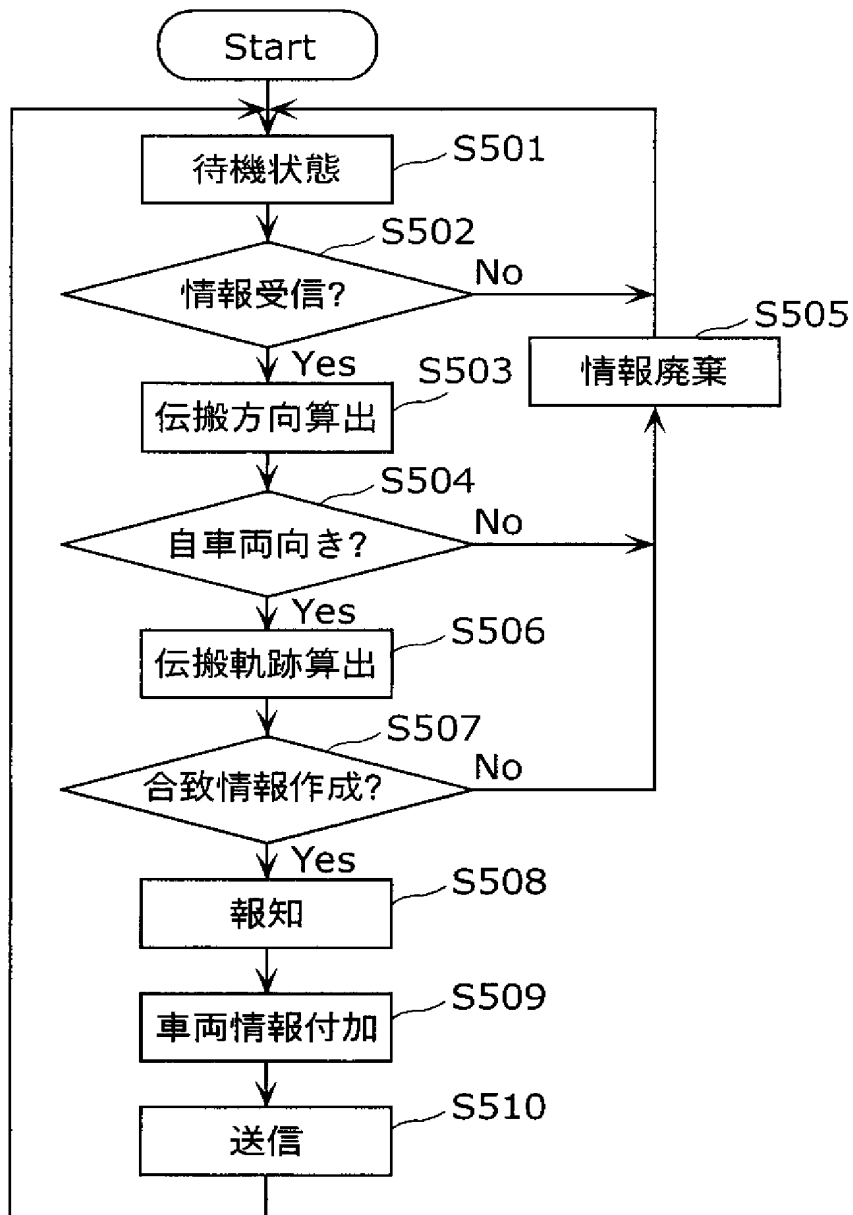 Start
待機状態
S501
S502
情報受信?
No
Yes
S503
伝搬方向算出
S505
情報廃棄
S504
自車両向き?
No
Yes
S506
伝搬軌跡算出
S507
合致情報作成?
No
Yes
S508
報知
S509
車両情報付加
S510
送信